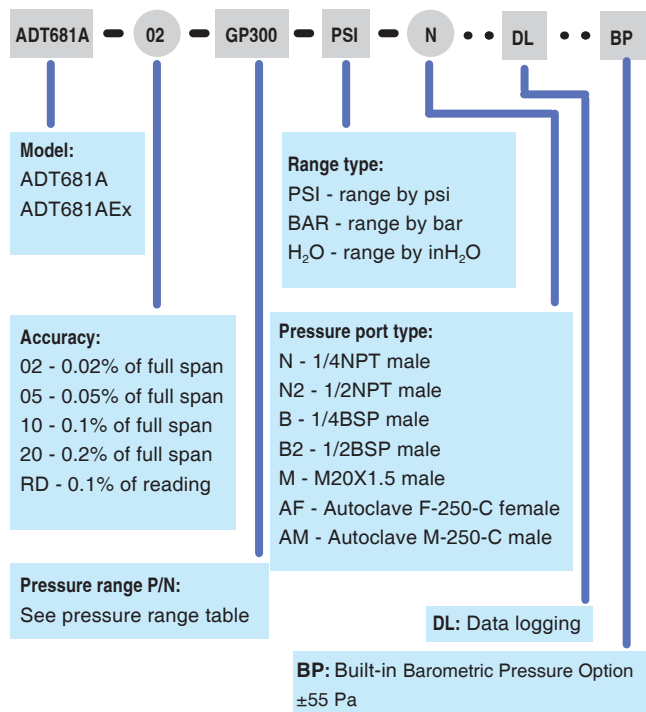 ADT681A – 02 – GP300 – PSI – N • • DL • • BP
Model:
ADT681A
ADT681AEx
Range type:
PSI - range by psi
BAR - range by bar
H₂O - range by inH₂O
Accuracy:
02 - 0.02% of full span
05 - 0.05% of full span
10 - 0.1% of full span
20 - 0.2% of full span
RD - 0.1% of reading
Pressure port type:
N - 1/4NPT male
N2 - 1/2NPT male
B - 1/4BSP male
B2 - 1/2BSP male
M - M20X1.5 male
AF - Autoclave F-250-C female
AM - Autoclave M-250-C male
Pressure range P/N:
See pressure range table
DL: Data logging
BP: Built-in Barometric Pressure Option
±55 Pa